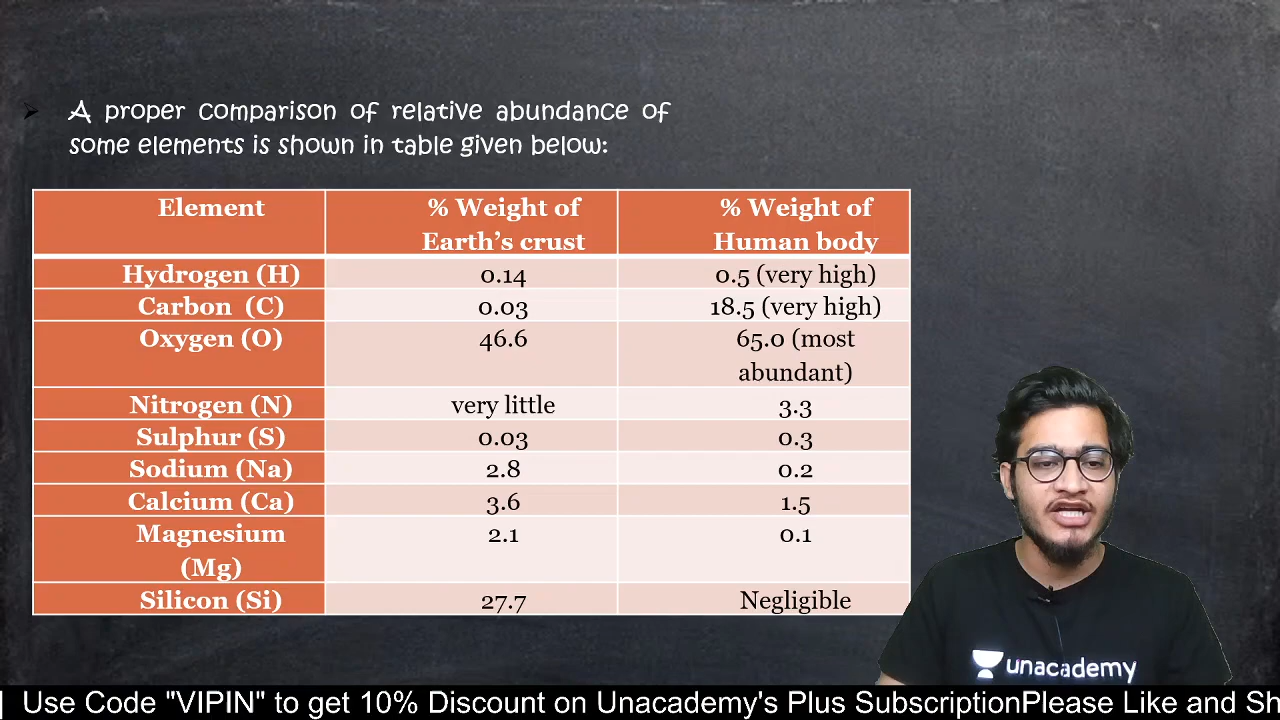 A proper comparison of relative abundance of
some elements is shown in table given below:
Element
% Weight of
Earth's crust
% Weight of
Human body
Hydrogen (H)
0.14
0.5 (very high)
Carbon (C)
0.03
18.5 (very high)
Oxygen (O)
46.6
65.0 (most
abundant)
Nitrogen (N)
very little
3.3
Sulphur (S)
0.03
0.3
Sodium (Na)
2.8
0.2
Calcium (Ca)
3.6
1.5
Magnesium
(Mg)
2.1
0.1
Silicon (Si)
27.7
Negligible
unacademy
| Use Code "VIPIN" to get 10% Discount on Unacademy's Plus SubscriptionPlease Like and Sh